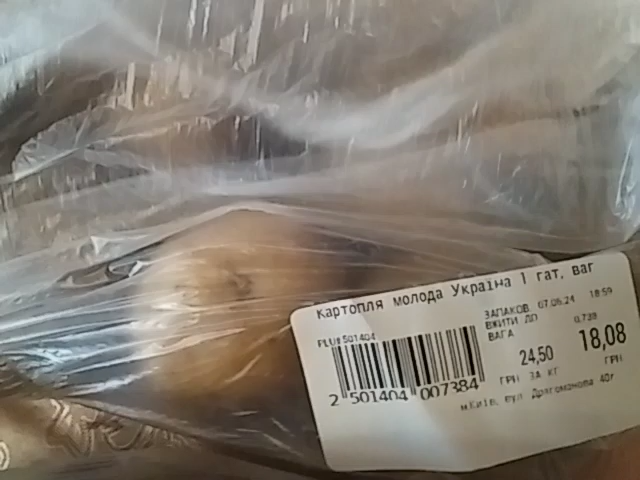 Картопля молода Україна 1 гат. ваг
PLU# 501404
ЗАПАКОВ. 07.06.24 18:59
ВЖИТИ ДО
ВАГА 0,738
24,50 18,08
ГРН ЗА КГ ГРН
2 501404 007384
м.Київ, вул Драгоманова 40г